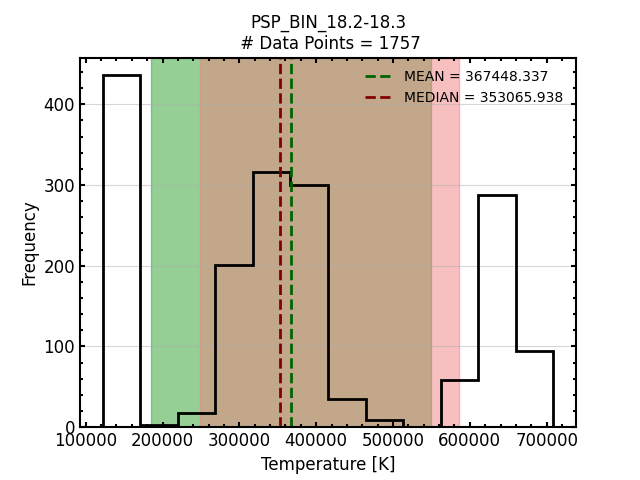 PSP_BIN_18.2-18.3
# Data Points = 1757
MEAN = 367448.337
MEDIAN = 353065.938
Frequency
400
300
200
100
0
100000 200000 300000 400000 500000 600000 700000
Temperature [K]